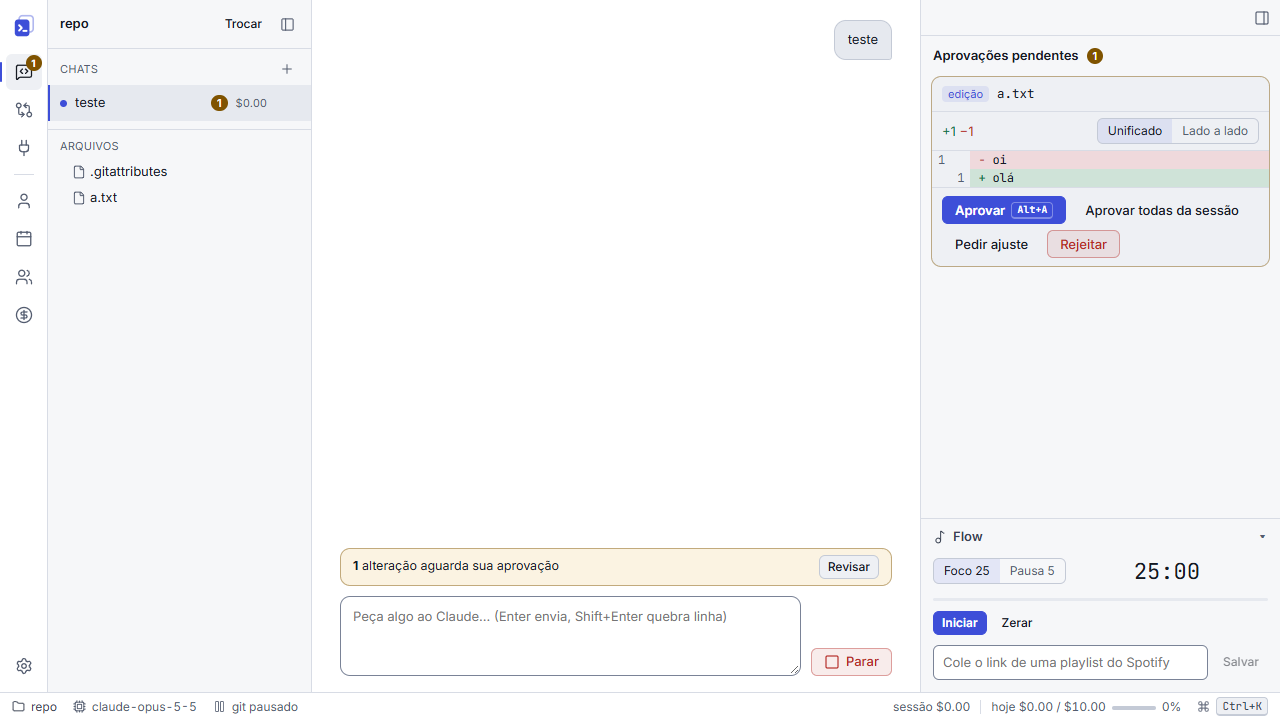 repo
Trocar
1
CHATS
teste
1
$0.00
ARQUIVOS
.gitattributes
a.txt
teste
1 alteração aguarda sua aprovação
Revisar
Peça algo ao Claude... (Enter envia, Shift+Enter quebra linha)
Parar
Aprovações pendentes 1
edição a.txt
+1 −1
Unificado
Lado a lado
1 - oi
1 + olá
Aprovar Alt+A
Aprovar todas da sessão
Pedir ajuste
Rejeitar
Flow
Foco 25
Pausa 5
25:00
Iniciar
Zerar
Cole o link de uma playlist do Spotify
Salvar
repo
claude-opus-5-5
git pausado
sessão $0.00
hoje $0.00 / $10.00
0%
⌘ Ctrl+K